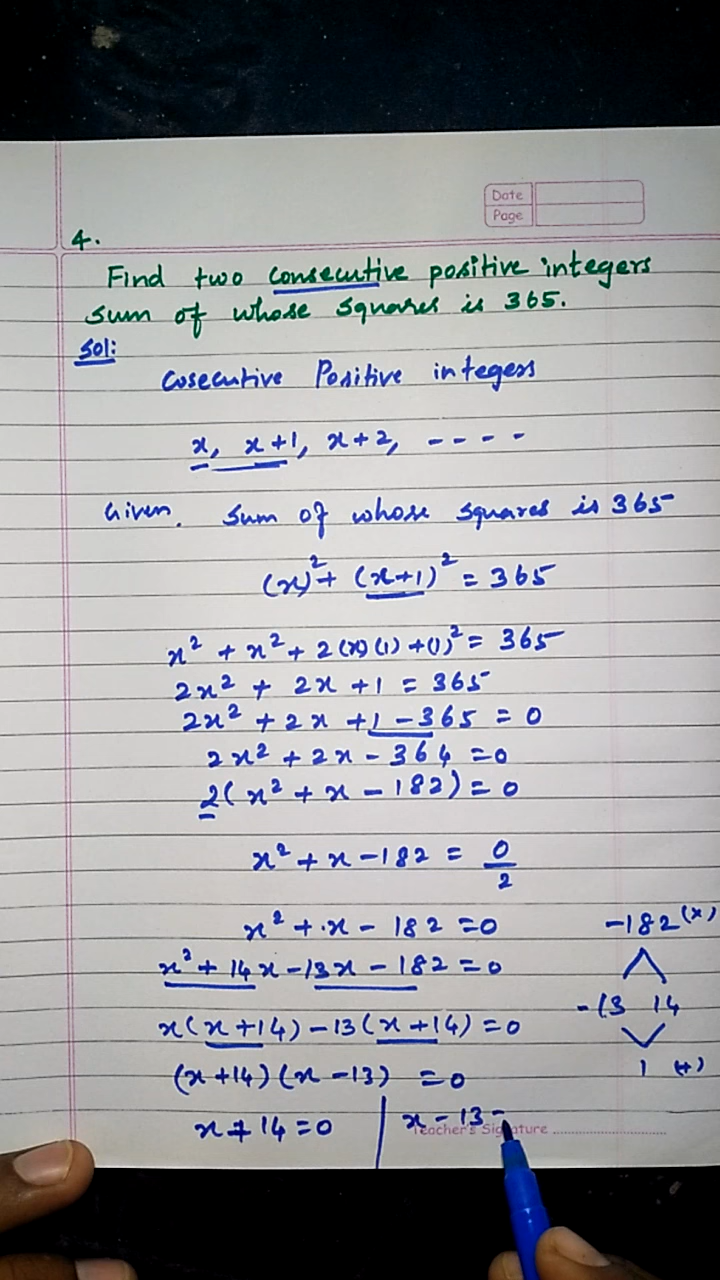 Date
Page
4.
Find two consecutive positive integers
sum of whose squares is 365.
Sol:
Cosecutive Positive integers
x, x+1, x+2, ----
Given. Sum of whose squares is 365
(x)² + (x+1)² = 365
x² + x² + 2(x)(1) + (1)² = 365
2x² + 2x + 1 = 365
2x² + 2x + 1 - 365 = 0
2x² + 2x - 364 = 0
2(x² + x - 182) = 0
x² + x - 182 = 0/2
x² + x - 182 = 0
-182 (x)
x² + 14x - 13x - 182 = 0
-13 14
x(x+14) - 13(x+14) = 0
1 (+)
(x+14)(x-13) = 0
x + 14 = 0 | x - 13 -
Teacher's Signature